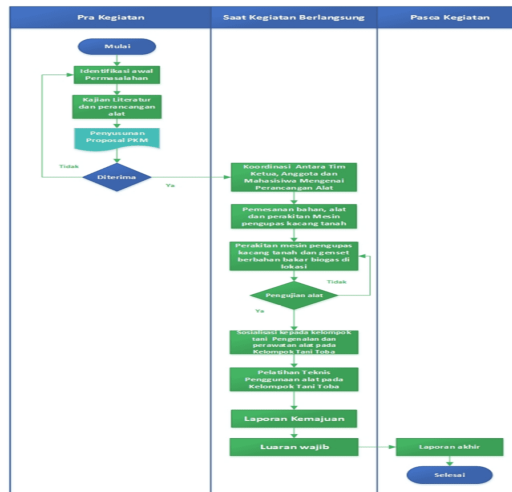 Pra Kegiatan
Saat Kegiatan Berlangsung
Pasca Kegiatan
Mulai
Identifikasi awal
Permasalahan
Kajian Literatur
dan perancangan
alat
Penyusunan
Proposal PKM
Tidak
Diterima
Ya
Koordinasi Antara Tim
Ketua, Anggota dan
Mahasisiwa Mengenai
Perancangan Alat
Pemesanan bahan, alat
dan perakitan Mesin
pengupas kacang tanah
Perakitan mesin pengupas
kacang tanah dan genset
berbahan bakar biogas di
lokasi
Tidak
Pengujian alat
Ya
Sosialisasi kepada kelompok
tani Pengenalan dan
perawatan alat pada
Kelompok Tani Toba
Pelatihan Teknis
Penggunaan alat pada
Kelompok Tani Toba
Laporan Kemajuan
Luaran wajib
Laporan akhir
Selesai